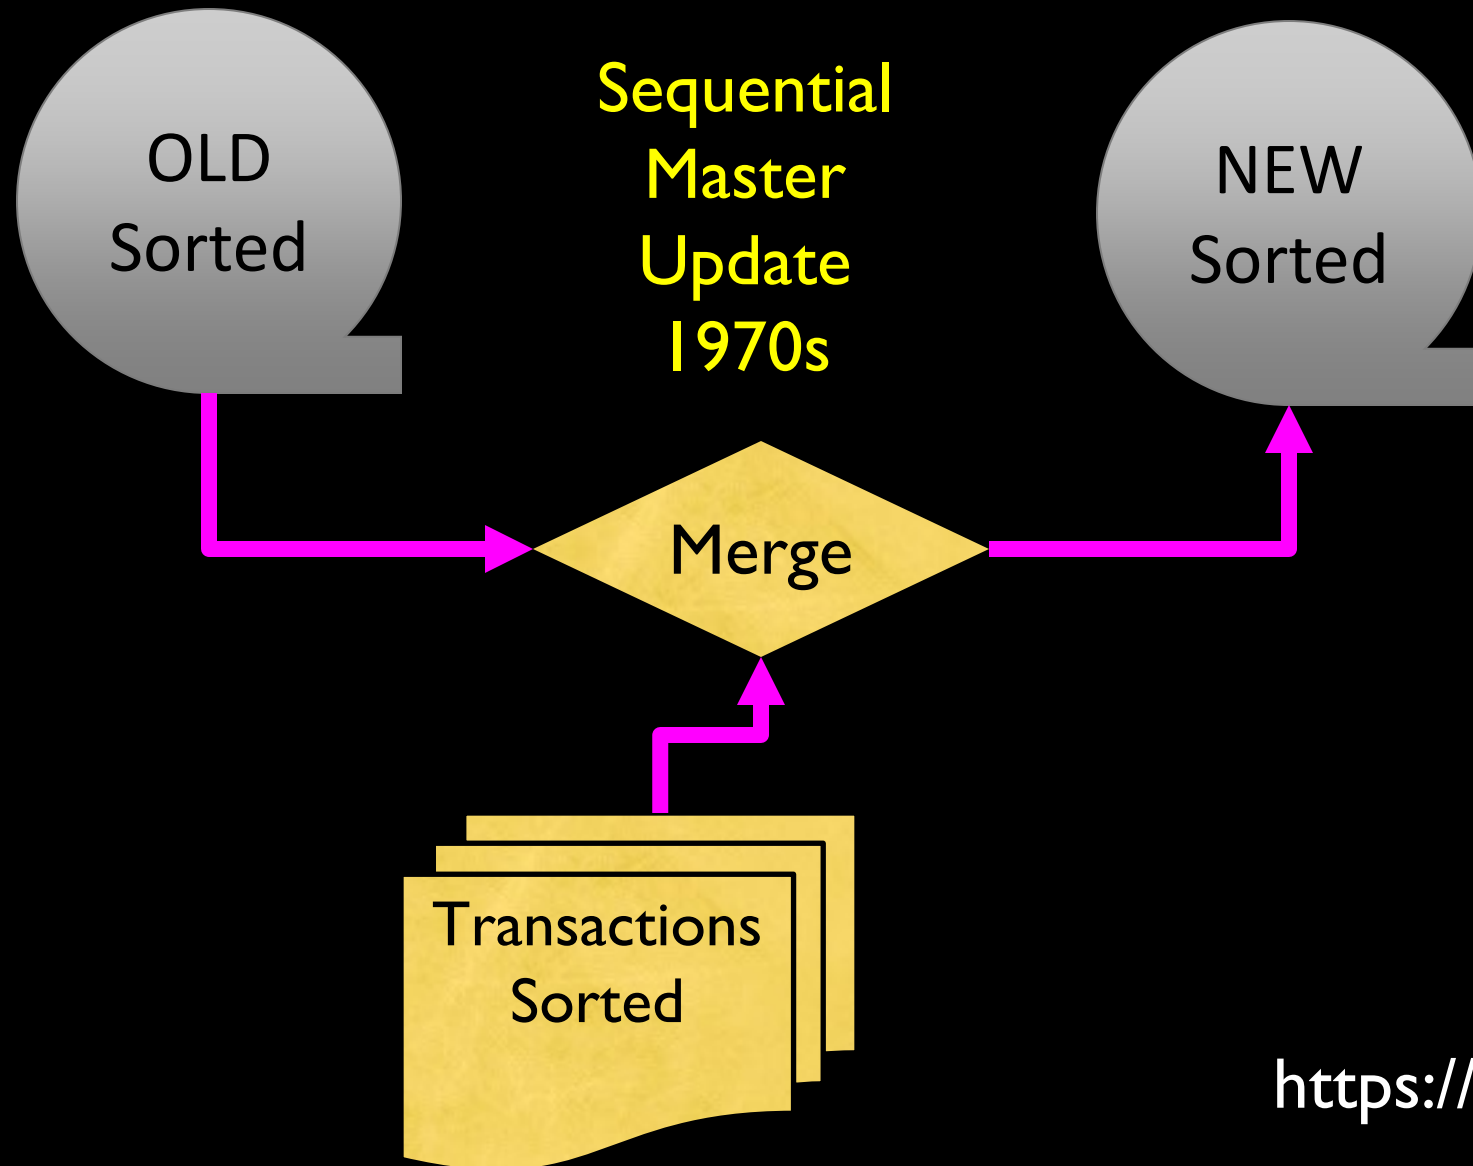 OLD
Sorted
Sequential
Master
Update
1970s
NEW
Sorted
Merge
Transactions
Sorted
https://